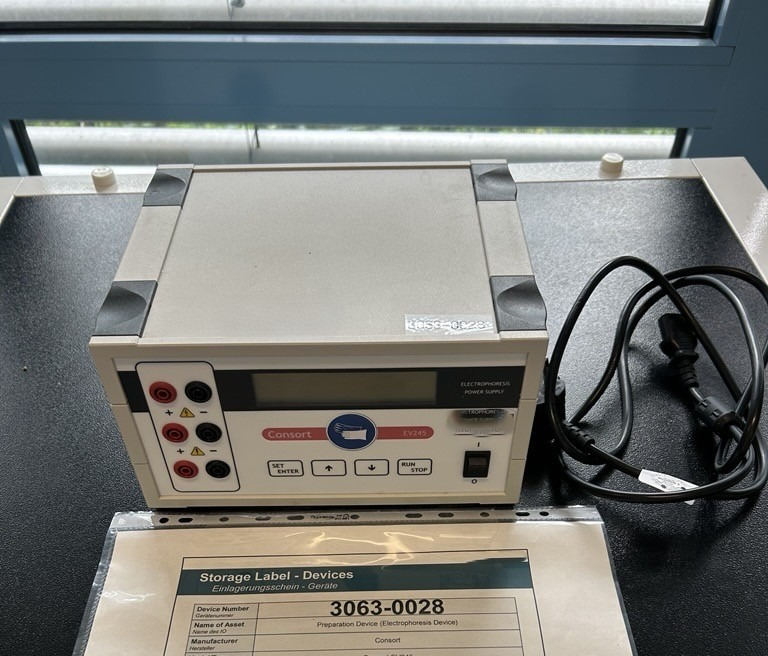 3063-0028
ELECTROPHORESIS
POWER SUPPLY
+ -
Consort
EV245
+ -
SET
ENTER
RUN
STOP
I
O
Storage Label - Devices
Einlagerungsschein - Geräte
Device Number
Gerätenummer
3063-0028
Name of Asset
Name des IO
Preparation Device (Electrophoresis Device)
Manufacturer
Hersteller
Consort